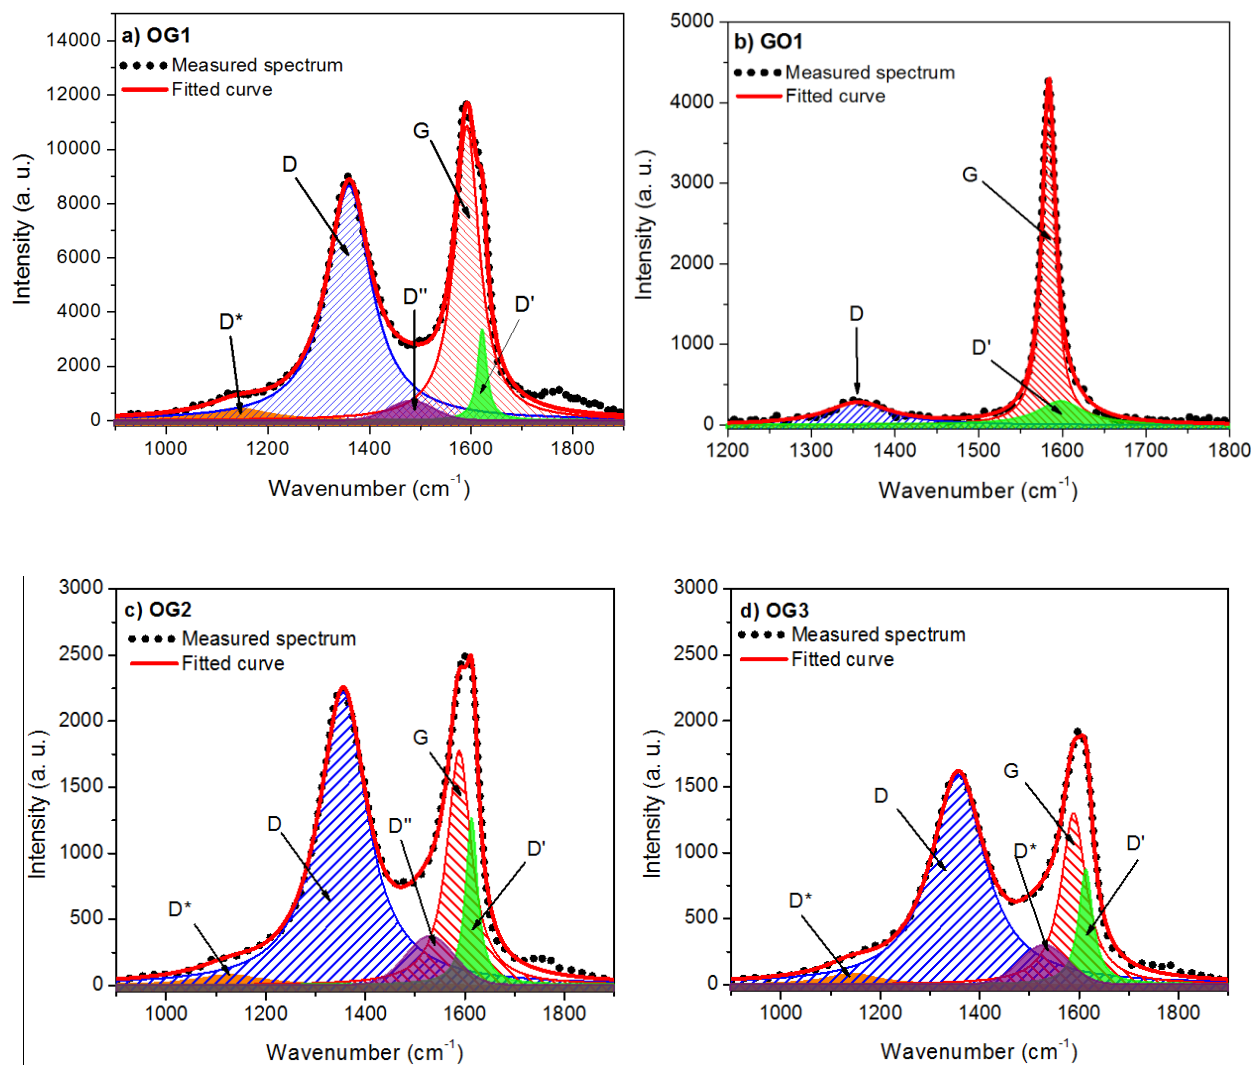 a) OG1
Measured spectrum
Fitted curve
14000
12000
10000
8000
6000
4000
2000
0
Intensity (a. u.)
D
G
D*
D"
D'
1000 1200 1400 1600 1800
Wavenumber (cm-1)
b) GO1
Measured spectrum
Fitted curve
5000
4000
3000
2000
1000
0
Intensity (a. u.)
G
D
D'
1200 1300 1400 1500 1600 1700 1800
Wavenumber (cm-1)
c) OG2
Measured spectrum
Fitted curve
3000
2500
2000
1500
1000
500
0
Intensity (a. u.)
G
D
D"
D'
D*
1000 1200 1400 1600 1800
Wavenumber (cm-1)
d) OG3
Measured spectrum
Fitted curve
3000
2500
2000
1500
1000
500
0
Intensity (a. u.)
G
D
D*
D'
D*
1000 1200 1400 1600 1800
Wavenumber (cm-1)